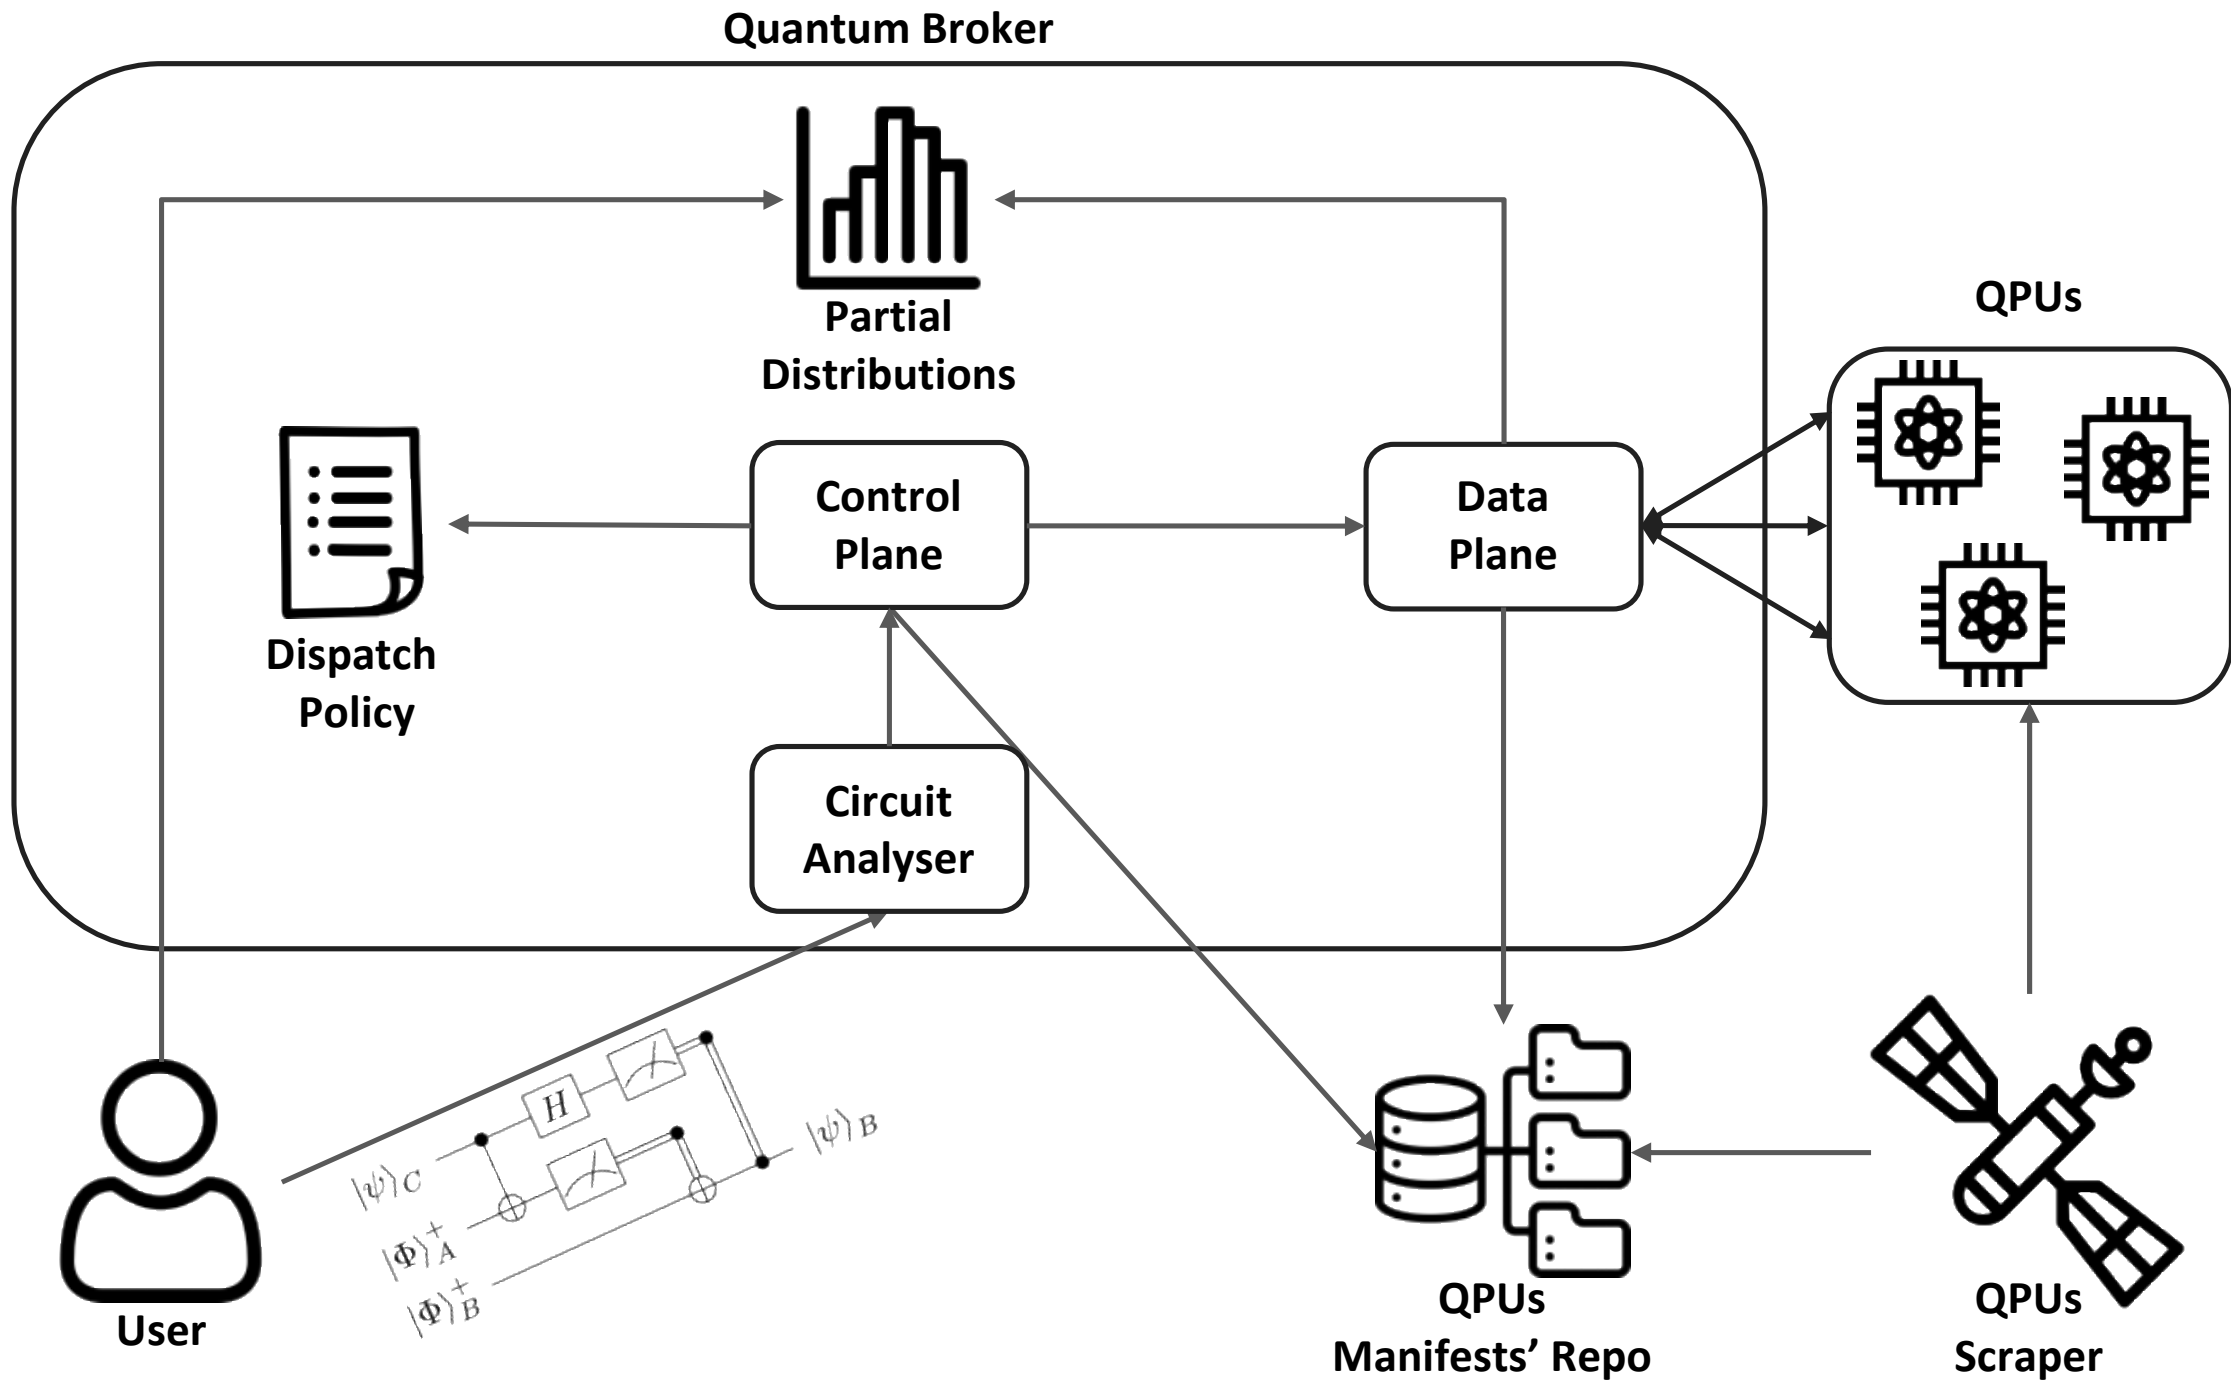 Quantum Broker
Partial
Distributions
QPUs
Control
Plane
Data
Plane
Dispatch
Policy
Circuit
Analyser
H
|ψ⟩C
|Φ⟩A+
|Φ⟩B+
|ψ⟩B
User
QPUs
Manifests’ Repo
QPUs
Scraper